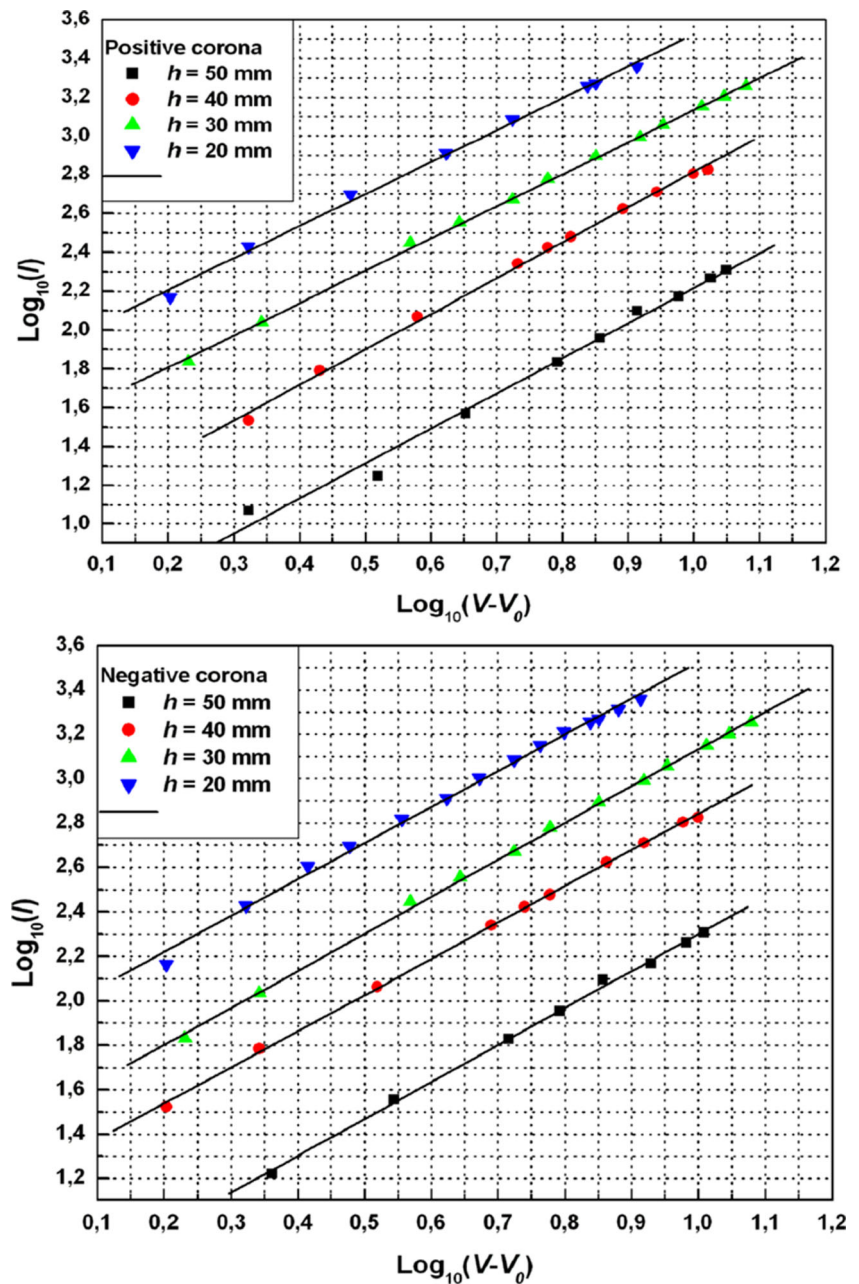 3,6
3,4
3,2
3,0
2,8
2,6
2,4
2,2
2,0
1,8
1,6
1,4
1,2
1,0
Log10(I)
Positive corona
h = 50 mm
h = 40 mm
h = 30 mm
h = 20 mm
0,1 0,2 0,3 0,4 0,5 0,6 0,7 0,8 0,9 1,0 1,1 1,2
Log10(V-V0)
3,6
3,4
3,2
3,0
2,8
2,6
2,4
2,2
2,0
1,8
1,6
1,4
1,2
Log10(I)
Negative corona
h = 50 mm
h = 40 mm
h = 30 mm
h = 20 mm
0,1 0,2 0,3 0,4 0,5 0,6 0,7 0,8 0,9 1,0 1,1 1,2
Log10(V-V0)